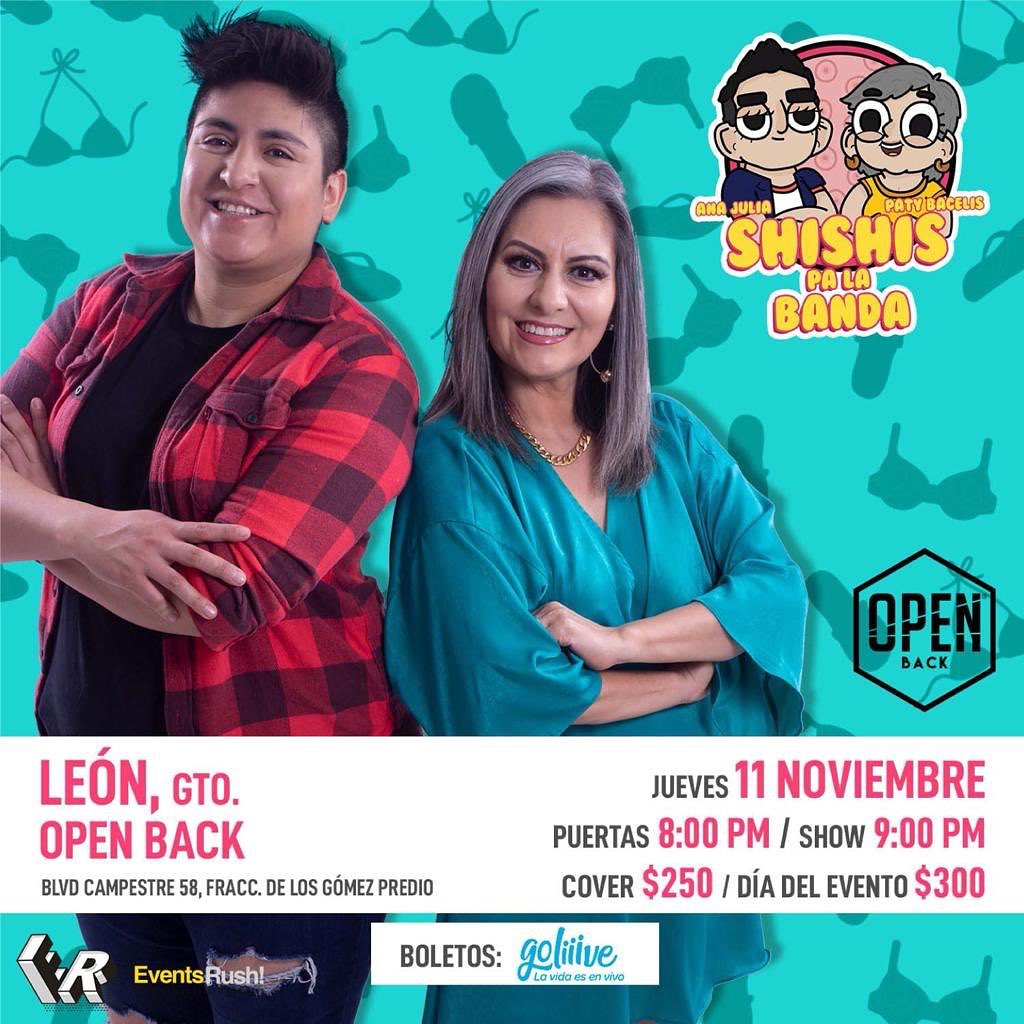 ANA JULIA
PATY BACELIS
SHISHIS
PA LA
BANDA
OPEN
BACK
LEÓN, GTO.
OPEN BACK
BLVD CAMPESTRE 58, FRACC. DE LOS GÓMEZ PREDIO
JUEVES 11 NOVIEMBRE
PUERTAS 8:00 PM / SHOW 9:00 PM
COVER $250 / DÍA DEL EVENTO $300
EventsRush!
BOLETOS: goliiive
La vida es en vivo